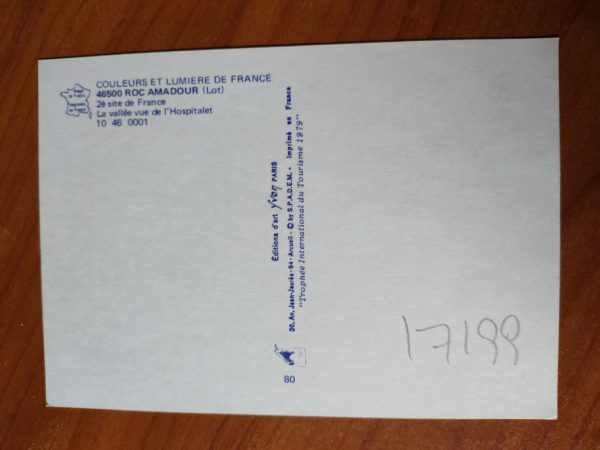 COULEURS ET LUMIERE DE FRANCE
46500 ROC AMADOUR (Lot)
2è site de France
La vallée vue de l'Hospitalet
10 46 0001
Éditions d'art yvon PARIS
30, Av. Jean-Jaurès - 94 - Arcueil - © by S.P.A.D.E.M. - Imprimé en France
"Trophée International du Tourisme 1979"
80
17199